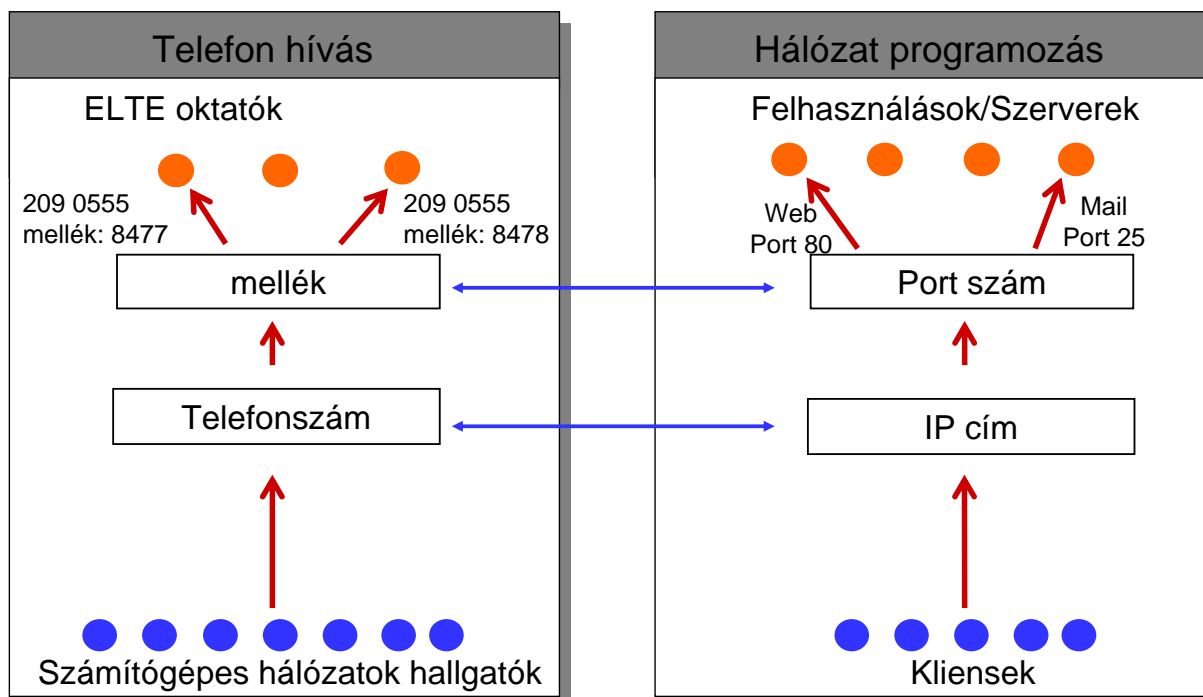 Telefon hívás
ELTE oktatók
209 0555
mellék: 8477
209 0555
mellék: 8478
mellék
Telefonszám
Számítógépes hálózatok hallgatók
Hálózat programozás
Felhasználások/Szerverek
Web
Port 80
Mail
Port 25
Port szám
IP cím
Kliensek